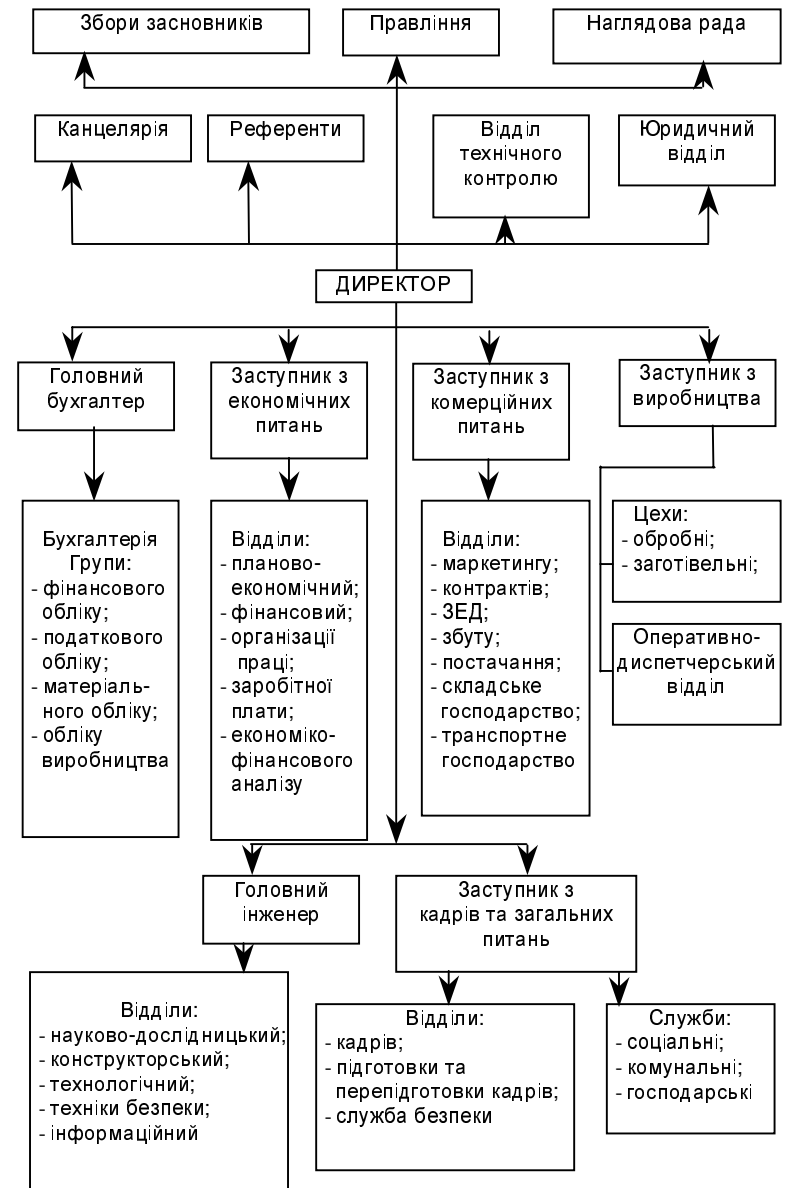 Збори засновників
Правління
Наглядова рада
Канцелярія
Референти
Відділ
технічного
контролю
Юридичний
відділ
ДИРЕКТОР
Головний
бухгалтер
Заступник з
економічних
питань
Заступник з
комерційних
питань
Заступник з
виробництва
Бухгалтерія
Групи:
- фінансового
обліку;
- податкового
обліку;
- матеріаль-
ного обліку;
- обліку
виробництва
Відділи:
- планово-
економічний;
- фінансовий;
- організації
праці;
- заробітної
плати;
- економіко-
фінансового
аналізу
Відділи:
- маркетингу;
- контрактів;
- ЗЕД;
- збуту;
- постачання;
- складське
господарство;
- транспортне
господарство
Цехи:
- обробні;
- заготівельні;
Оперативно-
диспетчерський
відділ
Головний
інженер
Заступник з
кадрів та загальних
питань
Відділи:
- науково-дослідницький;
- конструкторський;
- технологічний;
- техніки безпеки;
- інформаційний
Відділи:
- кадрів;
- підготовки та
перепідготовки кадрів;
- служба безпеки
Служби:
- соціальні;
- комунальні;
- господарські